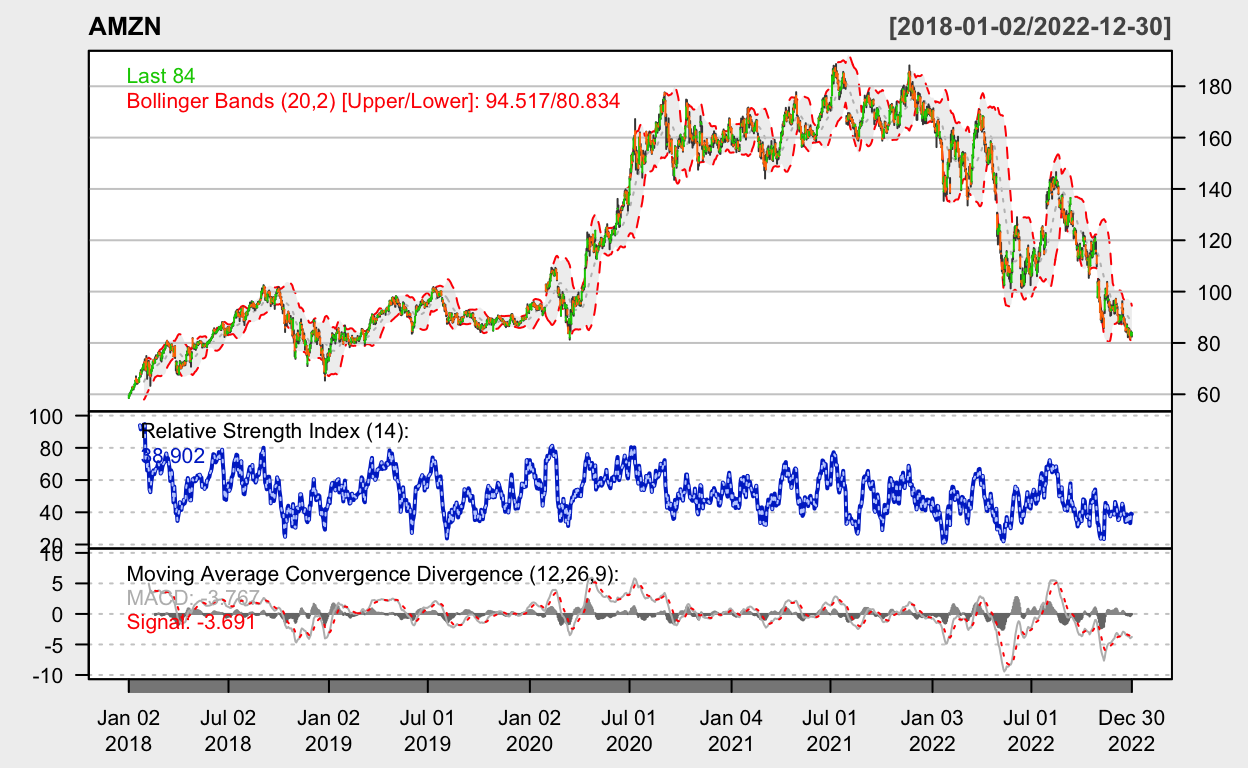 AMZN [2018-01-02/2022-12-30]
Last 84
Bollinger Bands (20,2) [Upper/Lower]: 94.517/80.834
180
160
140
120
100
80
60
Relative Strength Index (14):
38.902
100
80
60
40
20
Moving Average Convergence Divergence (12,26,9):
MACD: -3.767
Signal: -3.691
10
5
0
-5
-10
Jan 02 Jul 02 Jan 02 Jul 01 Jan 02 Jul 01 Jan 04 Jul 01 Jan 03 Jul 01 Dec 30
2018 2018 2019 2019 2020 2020 2021 2021 2022 2022 2022